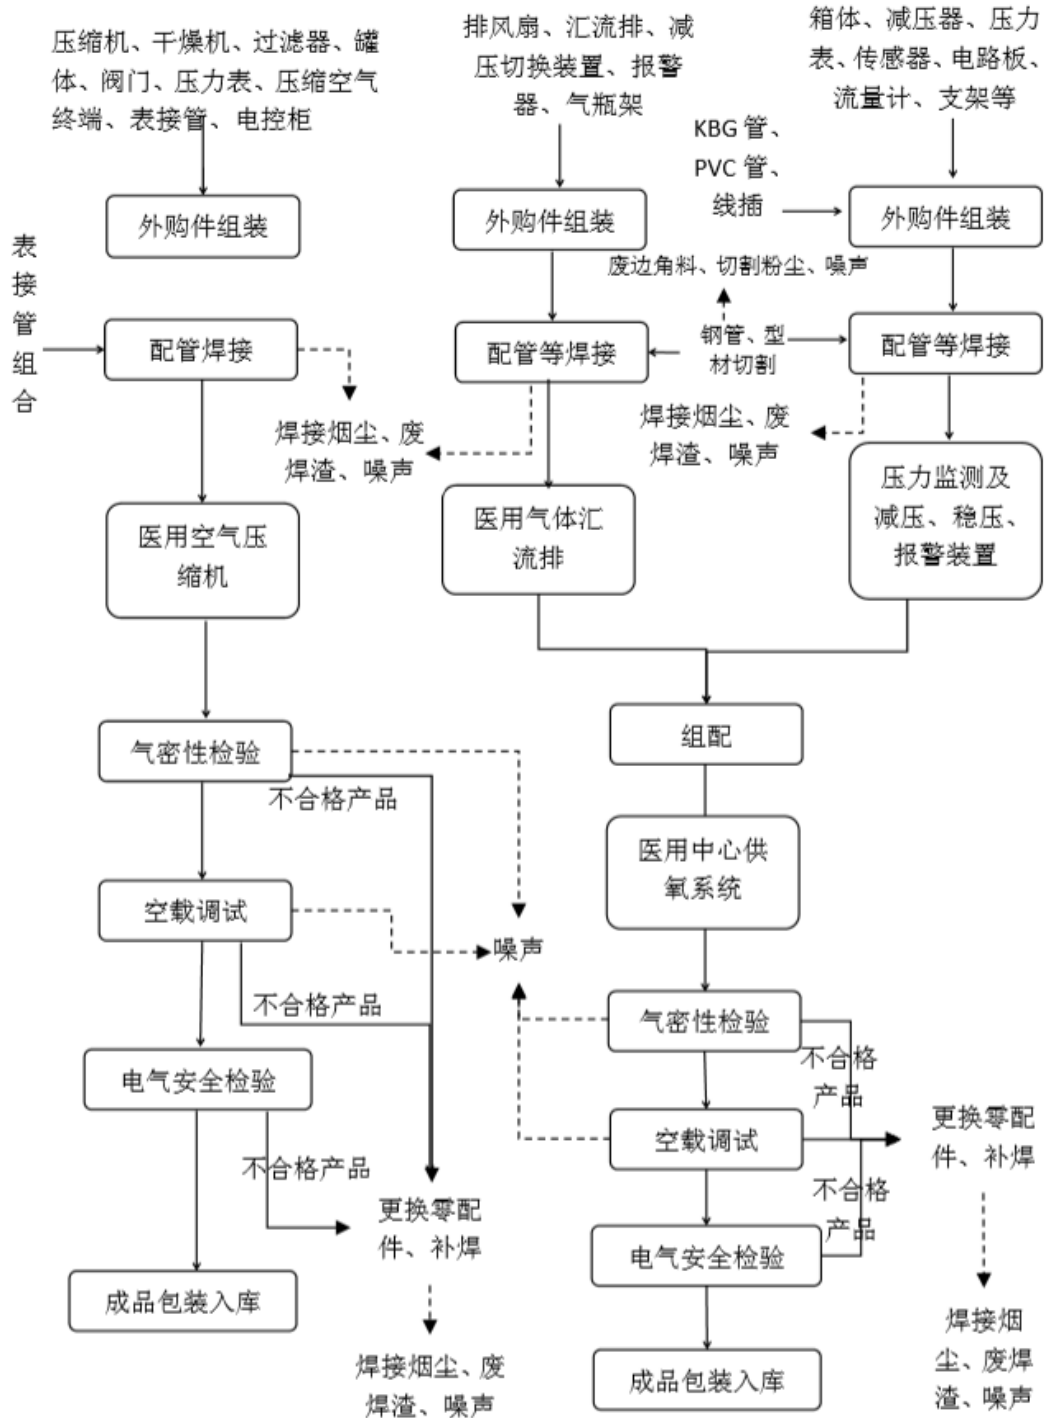 压缩机、干燥机、过滤器、罐
体、阀门、压力表、压缩空气
终端、表接管、电控柜
排风扇、汇流排、减
压切换装置、报警
器、气瓶架
箱体、减压器、压力
表、传感器、电路板、
流量计、支架等
KBG 管、
PVC 管、
线插
外购件组装
外购件组装
外购件组装
表
接
管
组
合
废边角料、切割粉尘、噪声
配管焊接
配管等焊接
钢管、型
材切割
配管等焊接
焊接烟尘、废
焊渣、噪声
焊接烟尘、废
焊渣、噪声
医用空气压
缩机
医用气体汇
流排
压力监测及
减压、稳压、
报警装置
气密性检验
不合格产品
组配
医用中心供
氧系统
空载调试
噪声
不合格产品
气密性检验
不合格
产品
电气安全检验
不合格产品
空载调试
更换零配
件、补焊
不合格
产品
更换零配
件、补焊
电气安全检验
成品包装入库
焊接烟尘、废
焊渣、噪声
成品包装入库
焊接烟
尘、废焊
渣、噪声